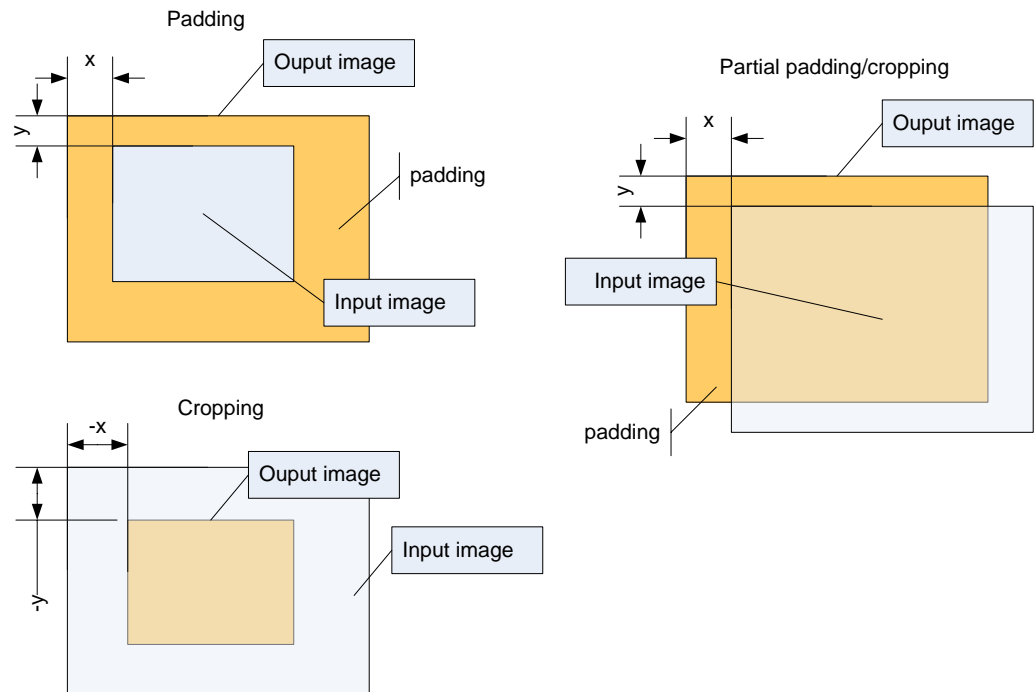 Padding
x
Ouput image
y
padding
Input image
Partial padding/cropping
x
Ouput image
y
Input image
padding
Cropping
-x
Ouput image
Input image
-y